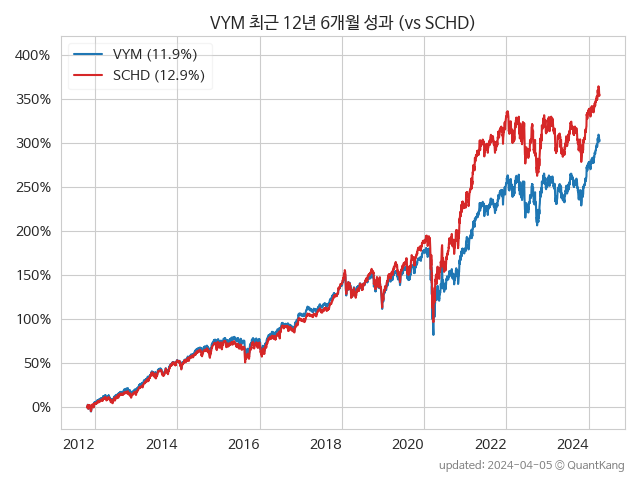 VYM 최근 12년 6개월 성과 (vs SCHD)
VYM (11.9%)
SCHD (12.9%)
400%
350%
300%
250%
200%
150%
100%
50%
0%
2012 2014 2016 2018 2020 2022 2024
updated: 2024-04-05 © QuantKang